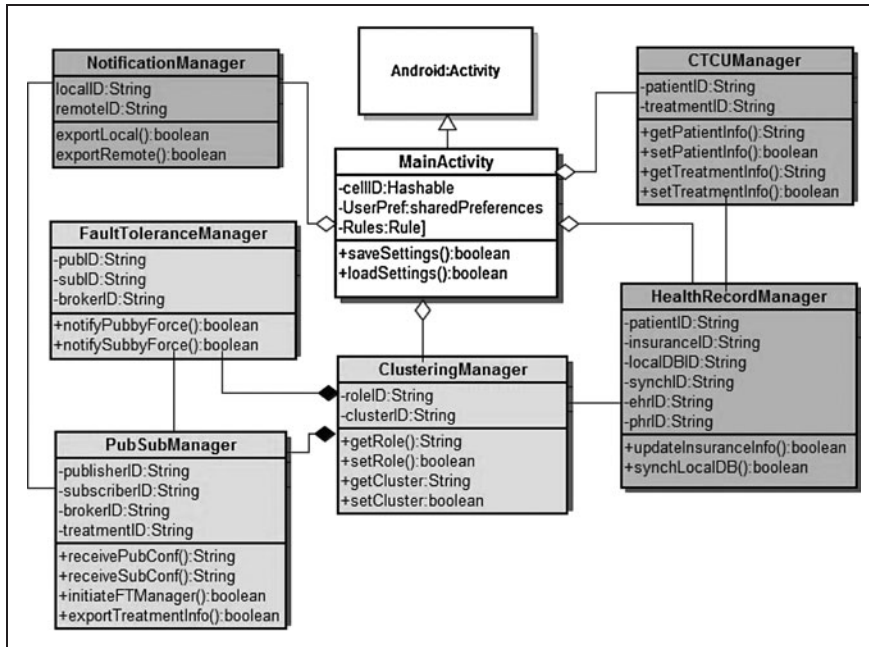 NotificationManager
localID:String
remoteID:String
exportLocal():boolean
exportRemote():boolean
Android:Activity
CTCUManager
-patientID:String
-treatmentID:String
+getPatientInfo():String
+setPatientInfo():boolean
+getTreatmentInfo():String
+setTreatmentInfo():boolean
MainActivity
-cellID:Hashable
-UserPref:sharedPreferences
-Rules:Rule]
+saveSettings():boolean
+loadSettings():boolean
FaultToleranceManager
-pubID:String
-subID:String
-brokerID:String
+notifyPubbyForce():boolean
+notifySubbyForce():boolean
HealthRecordManager
-patientID:String
-insuranceID:String
-localDBID:String
-synchID:String
-ehrID:String
-phrID:String
+updateInsuranceInfo():boolean
+synchLocalDB():boolean
ClusteringManager
-roleID:String
-clusterID:String
+getRole():String
+setRole():boolean
+getCluster:String
+setCluster:boolean
PubSubManager
-publisherID:String
-subscriberID:String
-brokerID:String
-treatmentID:String
+receivePubConf():String
+receiveSubConf():String
+initiateFTManager():boolean
+exportTreatmentInfo():boolean